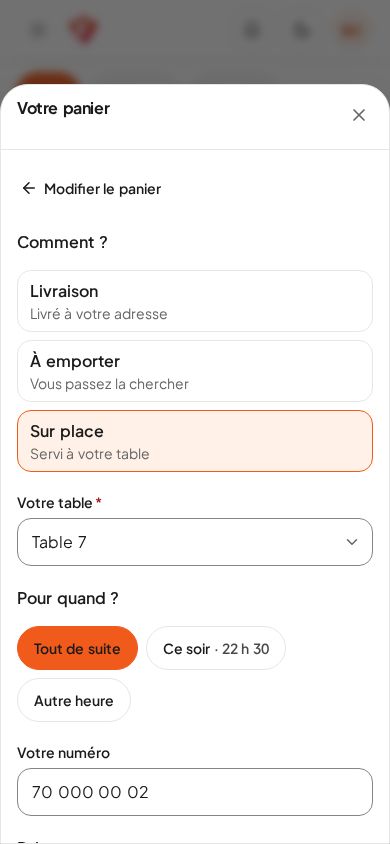 Votre panier
Modifier le panier
Comment ?
Livraison
Livré à votre adresse
À emporter
Vous passez la chercher
Sur place
Servi à votre table
Votre table *
Table 7
Pour quand ?
Tout de suite
Ce soir · 22 h 30
Autre heure
Votre numéro
70 000 00 02